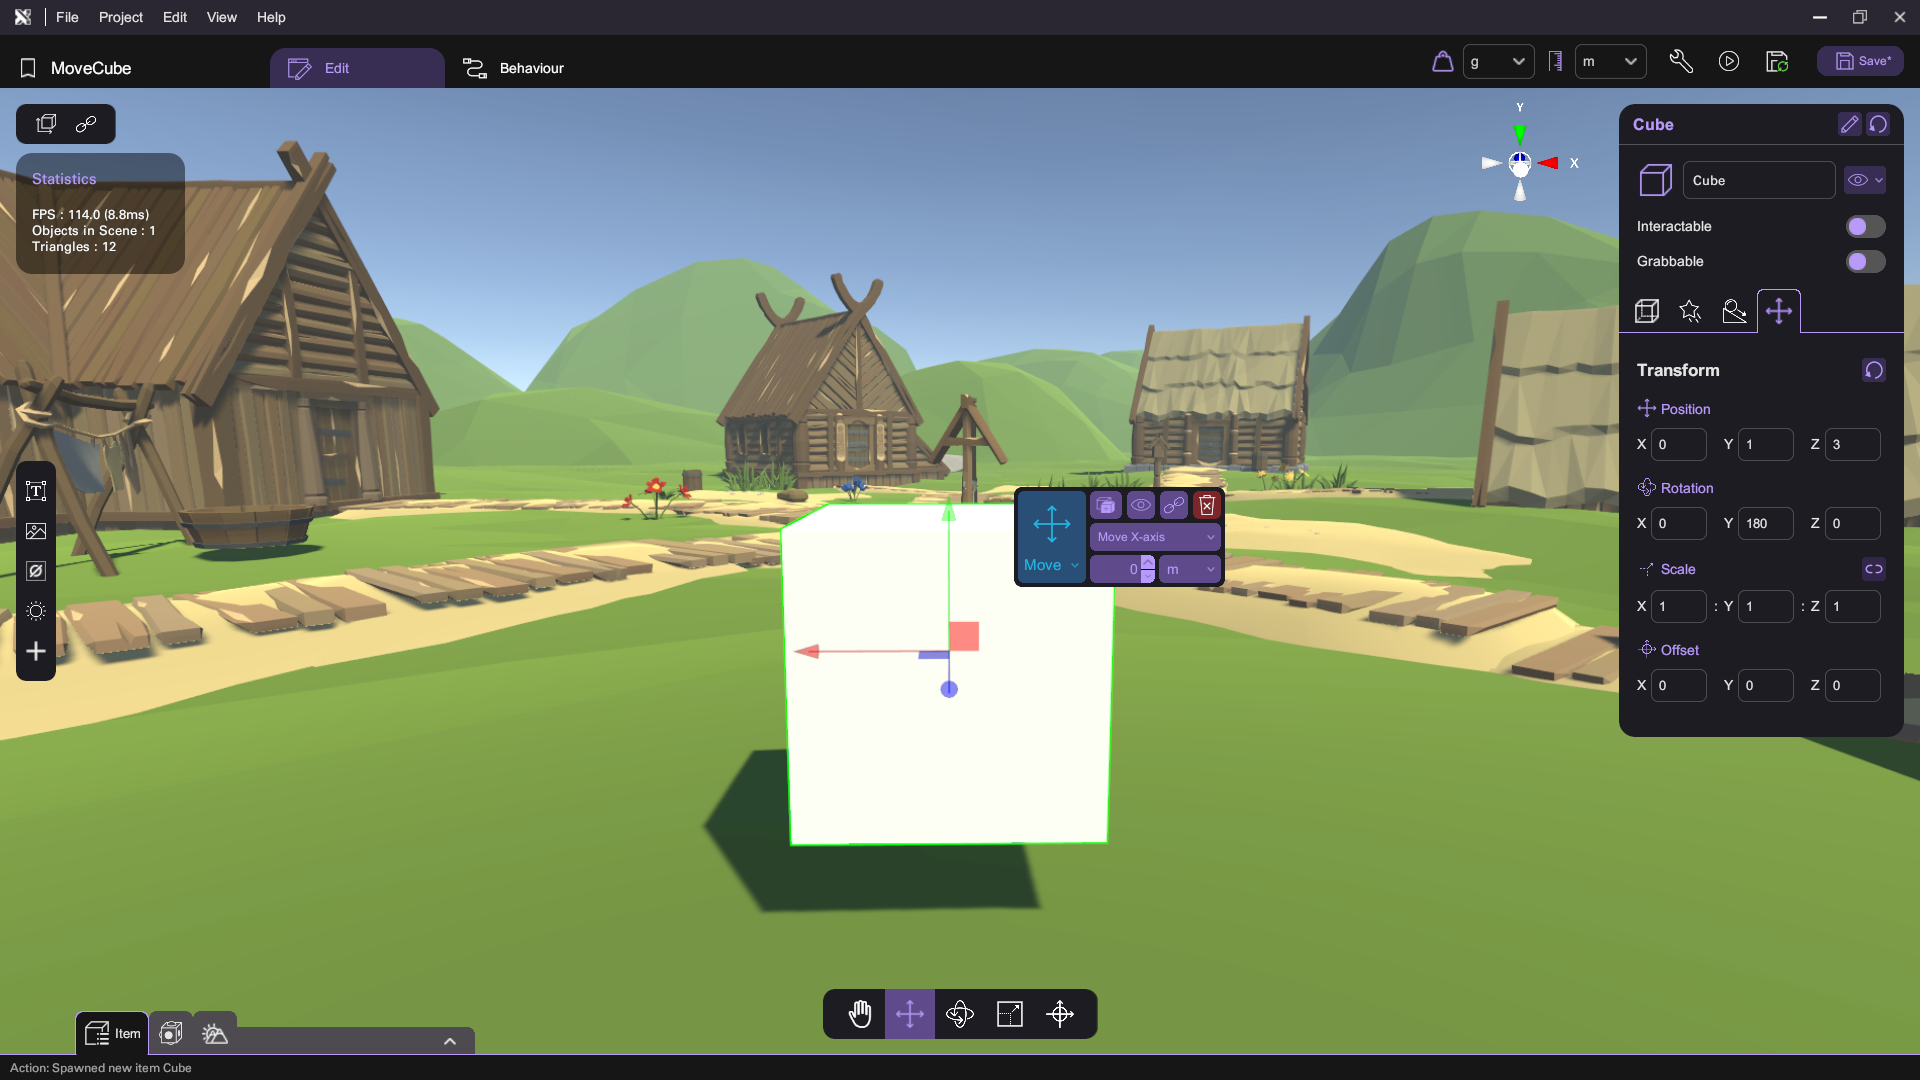 File Project Edit View Help
MoveCube Edit Behaviour g m Save*
Statistics
FPS : 114.0 (8.8ms)
Objects in Scene : 1
Triangles : 12
Y
X
Cube
Cube
Interactable
Grabbable
Transform
Position
X 0 Y 1 Z 3
Rotation
X 0 Y 180 Z 0
Scale
X 1 : Y 1 : Z 1
Offset
X 0 Y 0 Z 0
T
Move X-axis
Move 0 m
Item
Action: Spawned new item Cube